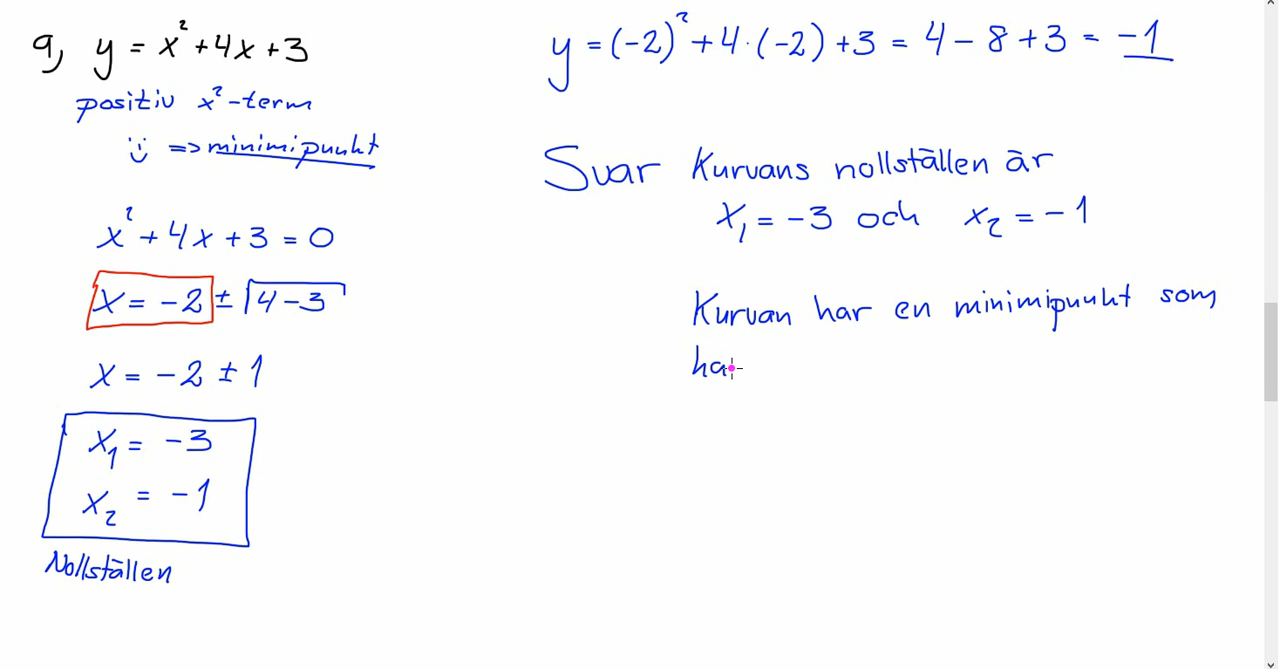 a, y = x² + 4x + 3
positiv x²-term
=> minimipunkt
x² + 4x + 3 = 0
x = -2 ± √4-3
x = -2 ± 1
x₁ = -3
x₂ = -1
Nollställen
y = (-2)² + 4·(-2) + 3 = 4 - 8 + 3 = -1
Svar Kurvans nollställen är
x₁ = -3 och x₂ = -1
Kurvan har en minimipunkt som
ha